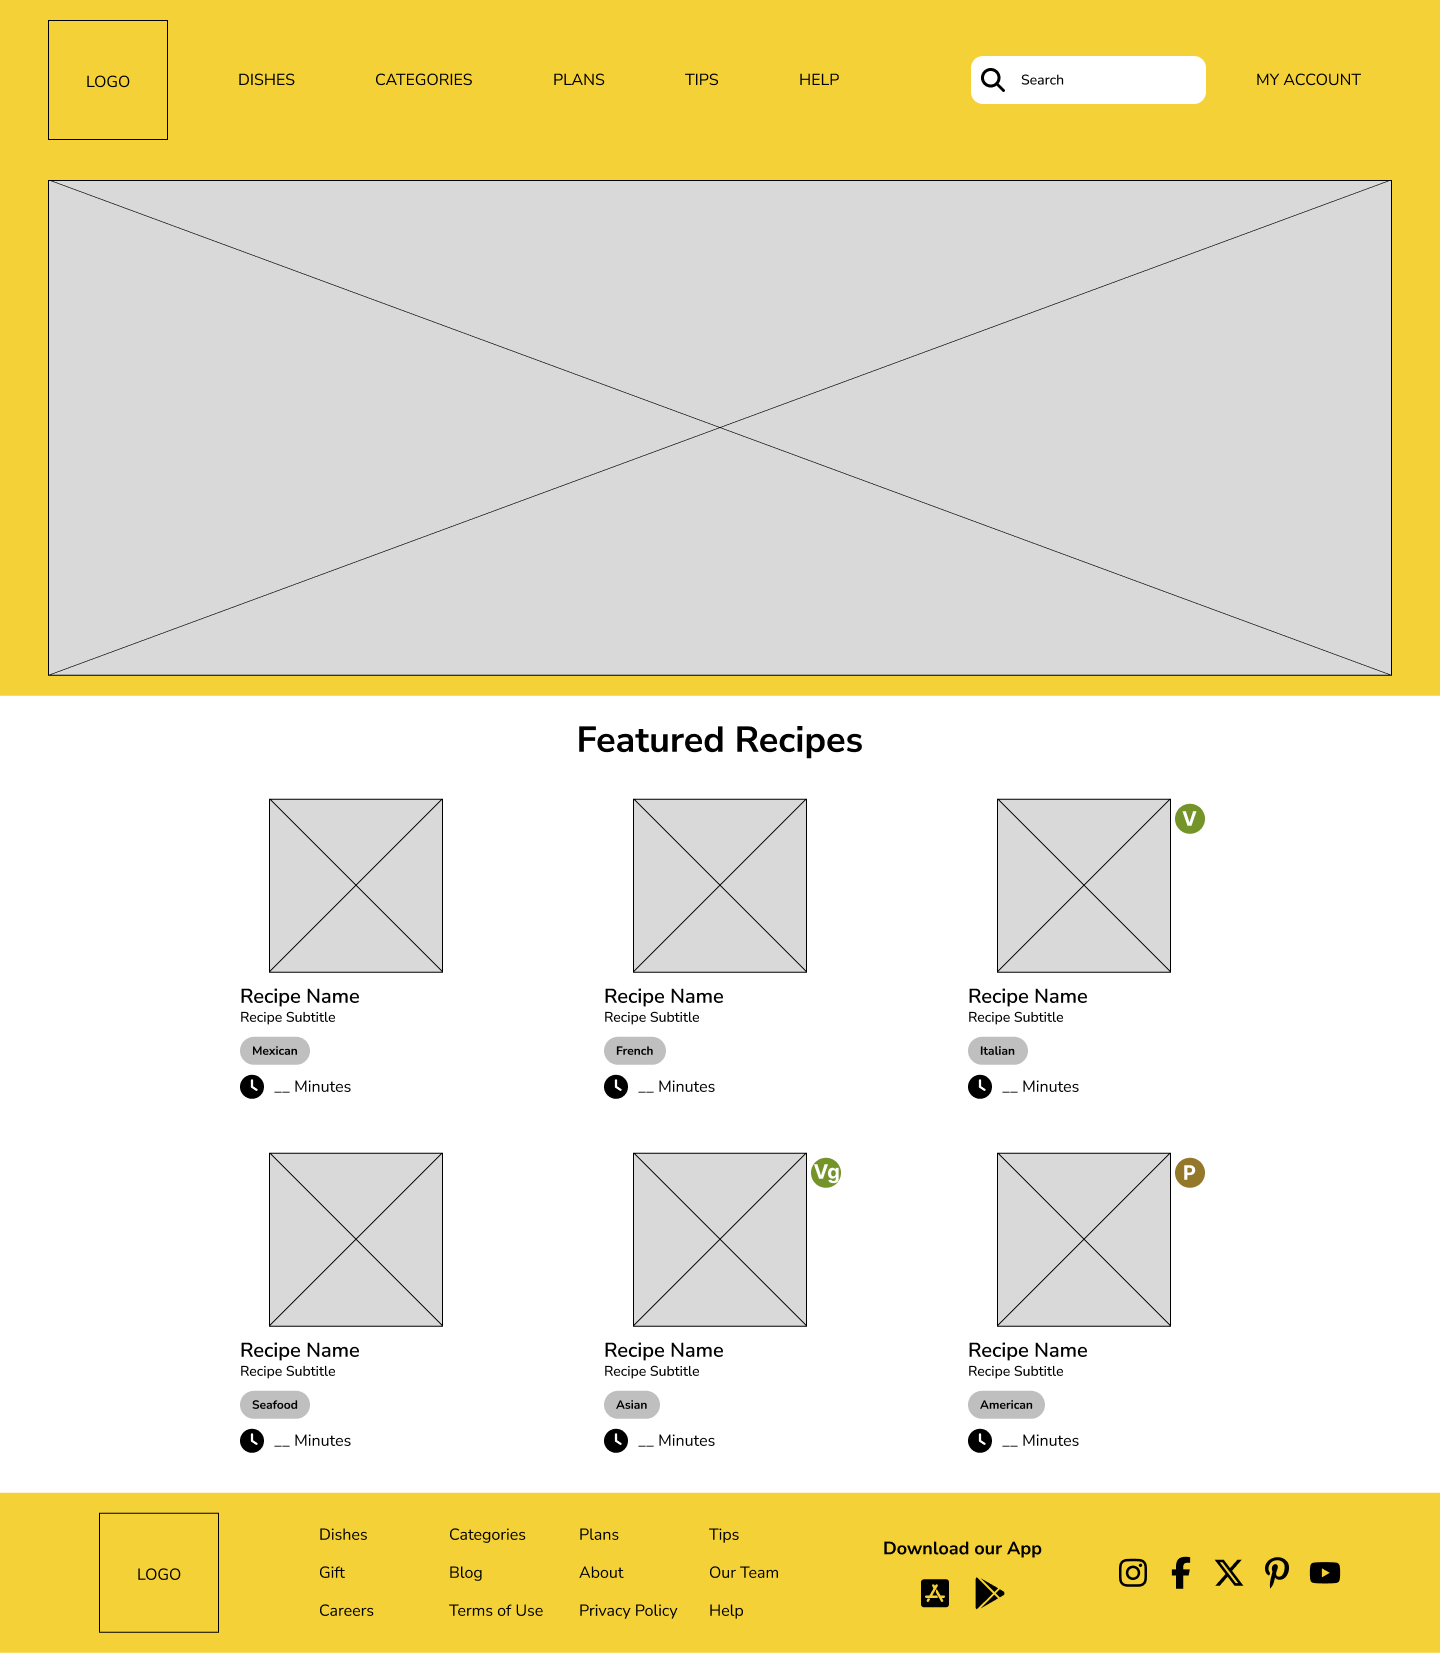 LOGO
DISHES
CATEGORIES
PLANS
TIPS
HELP
Search
MY ACCOUNT
Featured Recipes
V
Recipe Name
Recipe Subtitle
Mexican
__ Minutes
Recipe Name
Recipe Subtitle
French
__ Minutes
Recipe Name
Recipe Subtitle
Italian
__ Minutes
Vg
P
Recipe Name
Recipe Subtitle
Seafood
__ Minutes
Recipe Name
Recipe Subtitle
Asian
__ Minutes
Recipe Name
Recipe Subtitle
American
__ Minutes
LOGO
Dishes
Categories
Plans
Tips
Gift
Blog
About
Our Team
Careers
Terms of Use
Privacy Policy
Help
Download our App